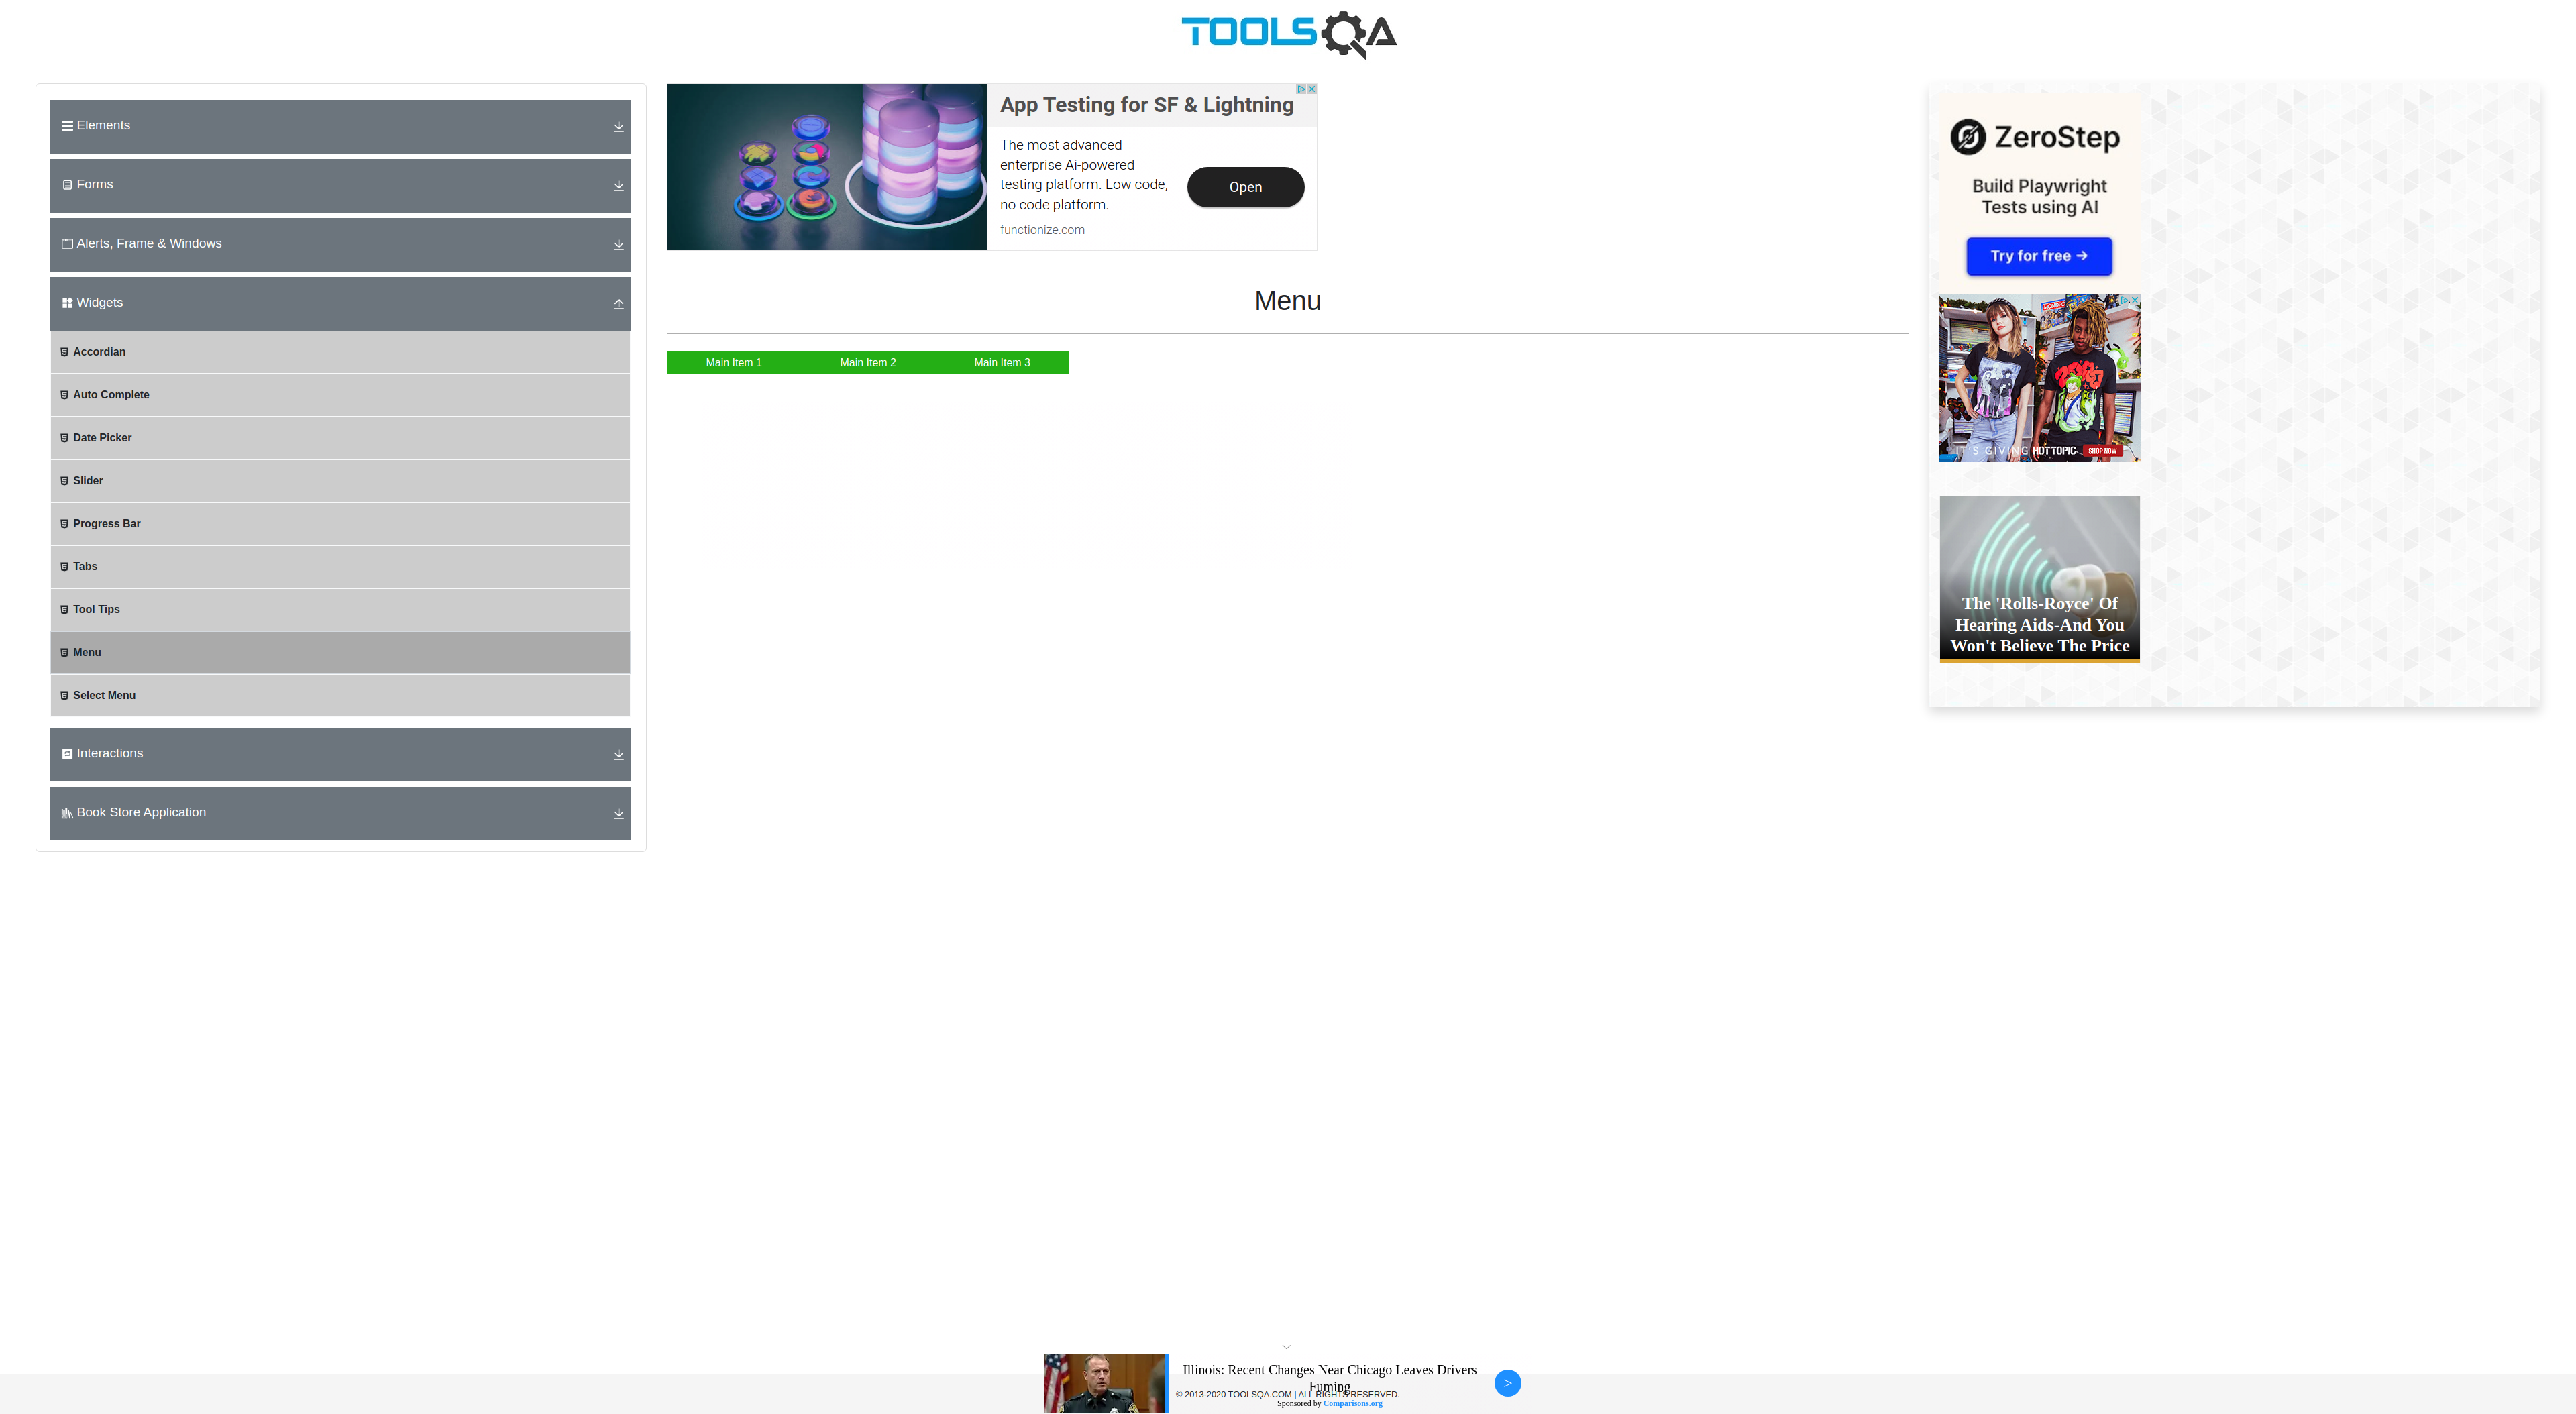 TOOLSQA
Elements
Forms
Alerts, Frame & Windows
Widgets
Accordian
Auto Complete
Date Picker
Slider
Progress Bar
Tabs
Tool Tips
Menu
Select Menu
Interactions
Book Store Application
App Testing for SF & Lightning
The most advanced
enterprise Ai-powered
testing platform. Low code,
no code platform.
functionize.com
Open
Menu
Main Item 1
Main Item 2
Main Item 3
ZeroStep
Build Playwright
Tests using AI
Try for free →
IT'S GIVING HOT TOPIC SHOP NOW
The 'Rolls-Royce' Of
Hearing Aids-And You
Won't Believe The Price
Illinois: Recent Changes Near Chicago Leaves Drivers
Fuming
>
© 2013-2020 TOOLSQA.COM | ALL RIGHTS RESERVED.
Sponsored by Comparisons.org